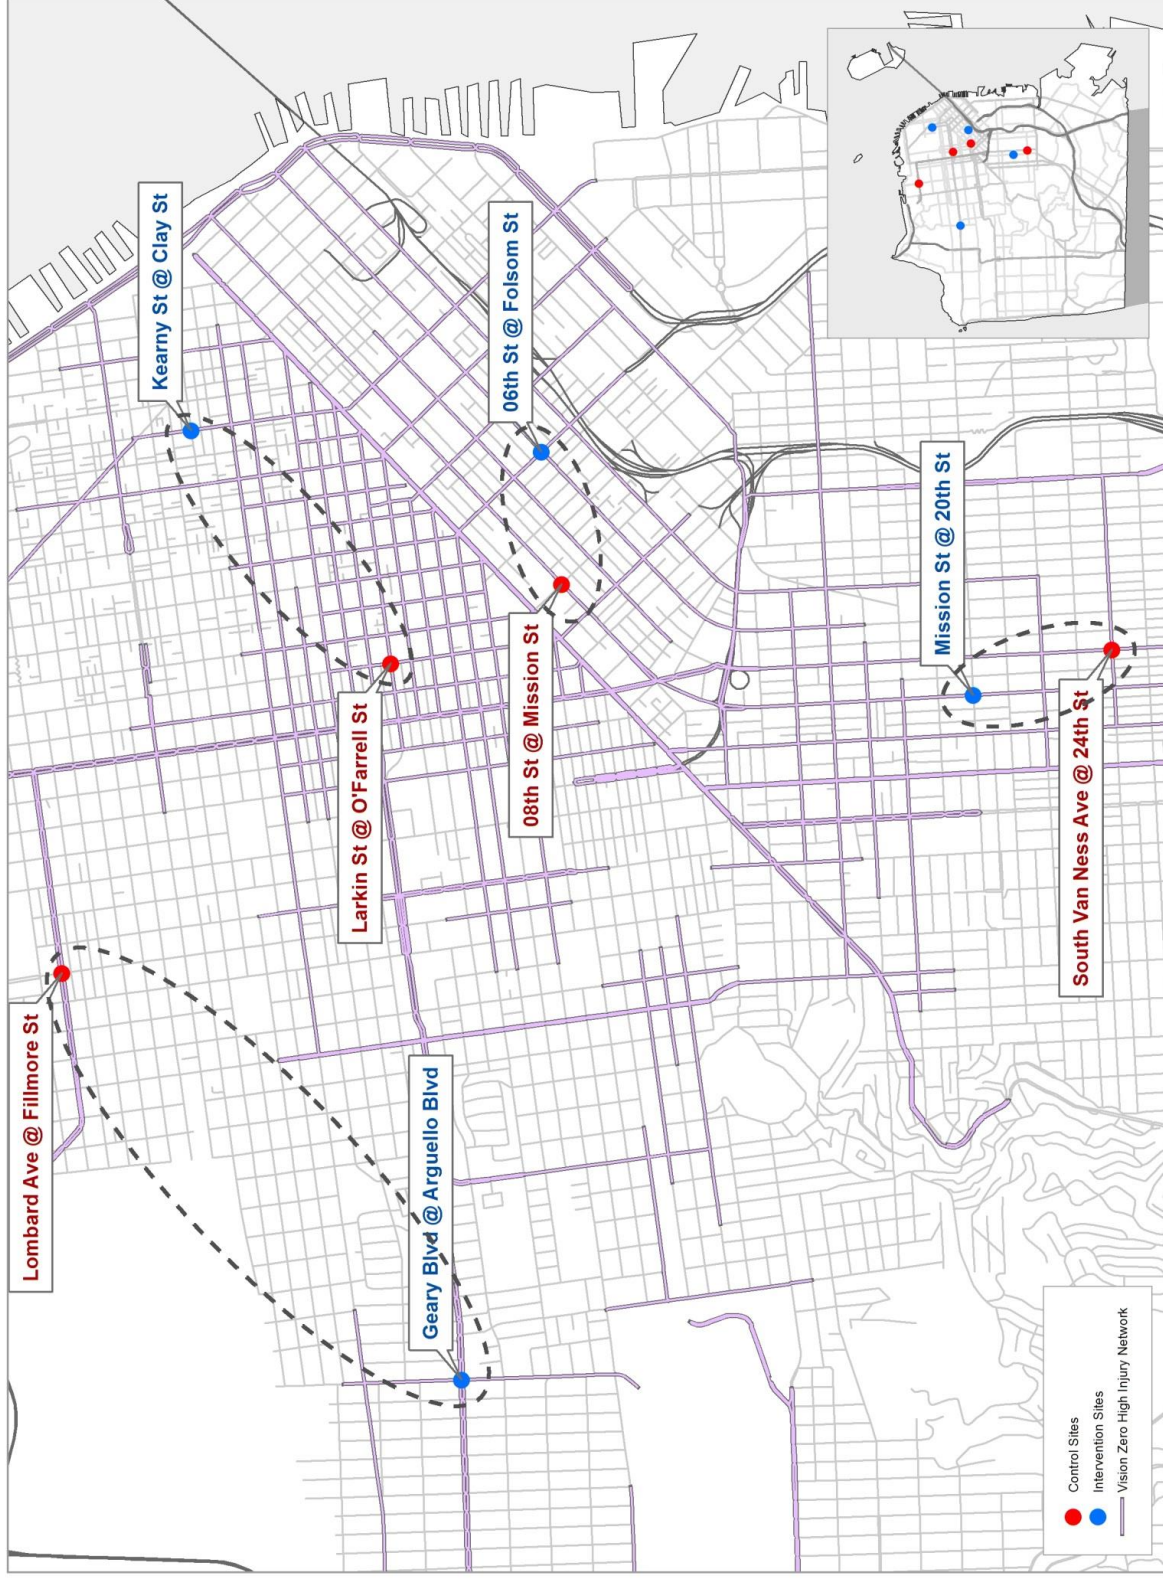 Lombard Ave @ Fillmore St
Kearny St @ Clay St
Larkin St @ O'Farrell St
Geary Blvd @ Arguello Blvd
06th St @ Folsom St
08th St @ Mission St
Mission St @ 20th St
South Van Ness Ave @ 24th St
Control Sites
Intervention Sites
Vision Zero High Injury Network